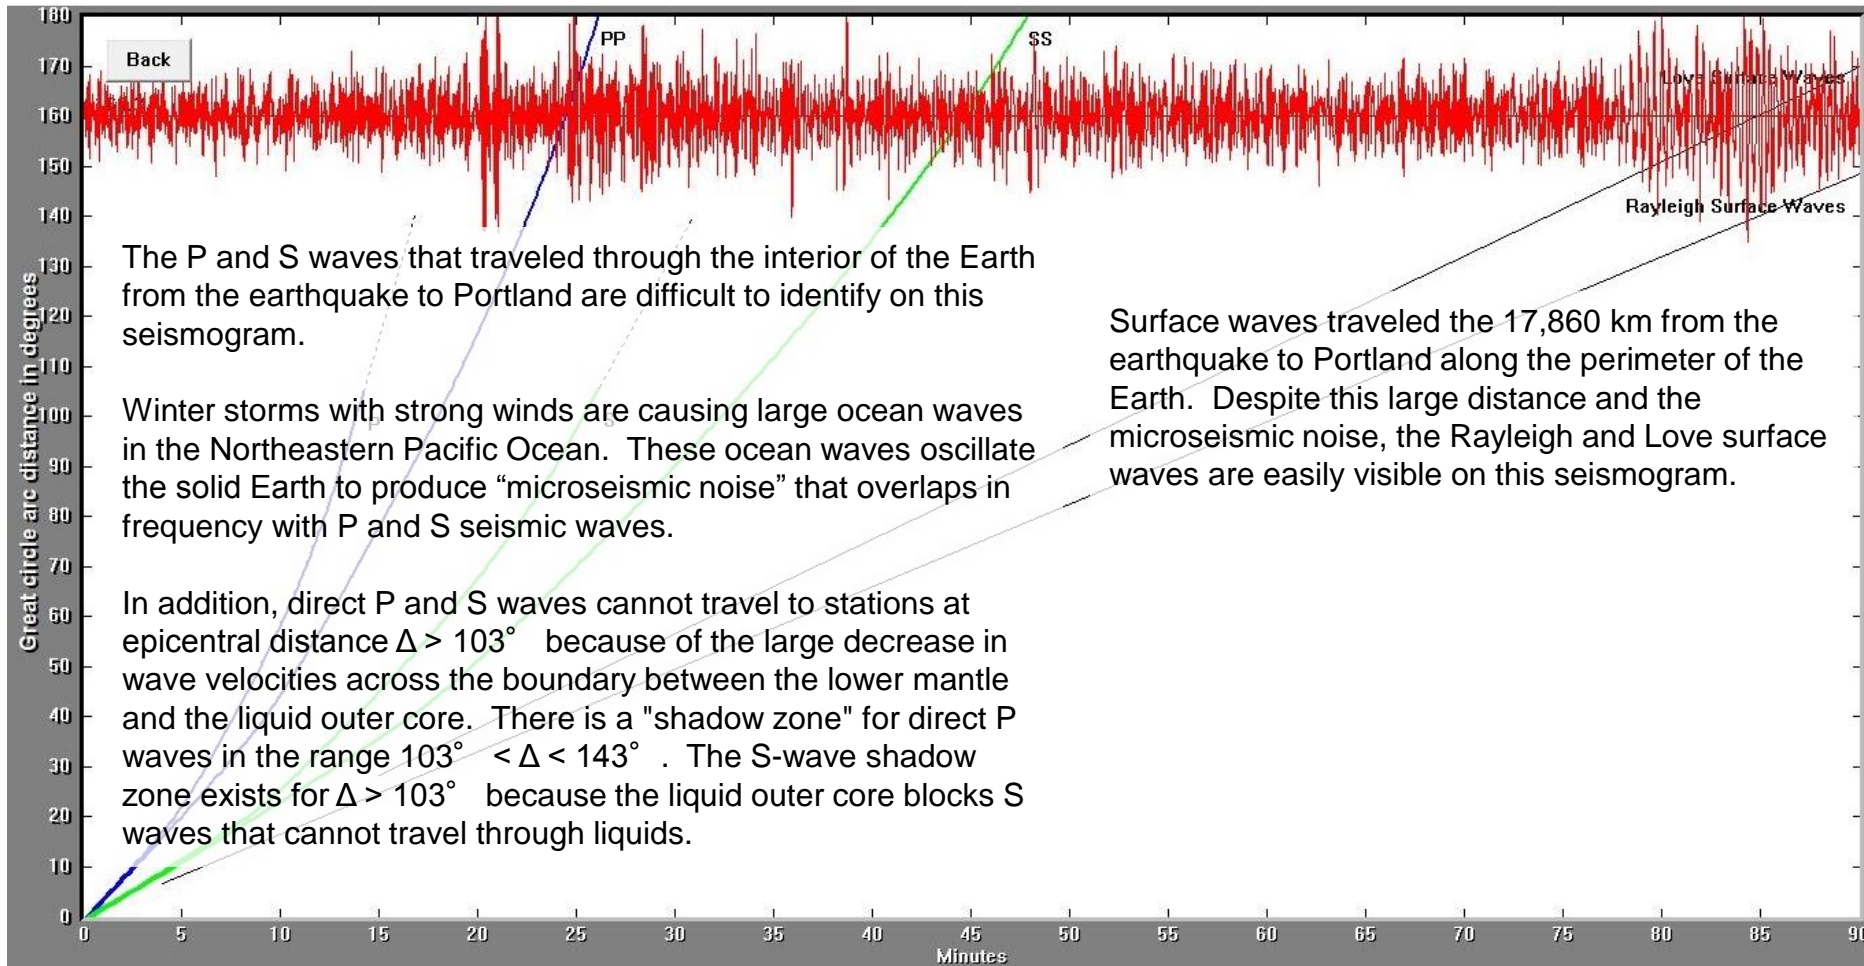 180
170
160
150
140
130
120
110
100
90
80
70
60
50
40
30
20
10
0
Great circle arc distance in degrees
Back
PP
SS
Love Surface Waves
Rayleigh Surface Waves
P
S
The P and S waves that traveled through the interior of the Earth
from the earthquake to Portland are difficult to identify on this
seismogram.
Winter storms with strong winds are causing large ocean waves
in the Northeastern Pacific Ocean. These ocean waves oscillate
the solid Earth to produce “microseismic noise” that overlaps in
frequency with P and S seismic waves.
In addition, direct P and S waves cannot travel to stations at
epicentral distance Δ > 103° because of the large decrease in
wave velocities across the boundary between the lower mantle
and the liquid outer core. There is a "shadow zone" for direct P
waves in the range 103° < Δ < 143° . The S-wave shadow
zone exists for Δ > 103° because the liquid outer core blocks S
waves that cannot travel through liquids.
Surface waves traveled the 17,860 km from the
earthquake to Portland along the perimeter of the
Earth. Despite this large distance and the
microseismic noise, the Rayleigh and Love surface
waves are easily visible on this seismogram.
0 5 10 15 20 25 30 35 40 45 50 55 60 65 70 75 80 85 90
Minutes